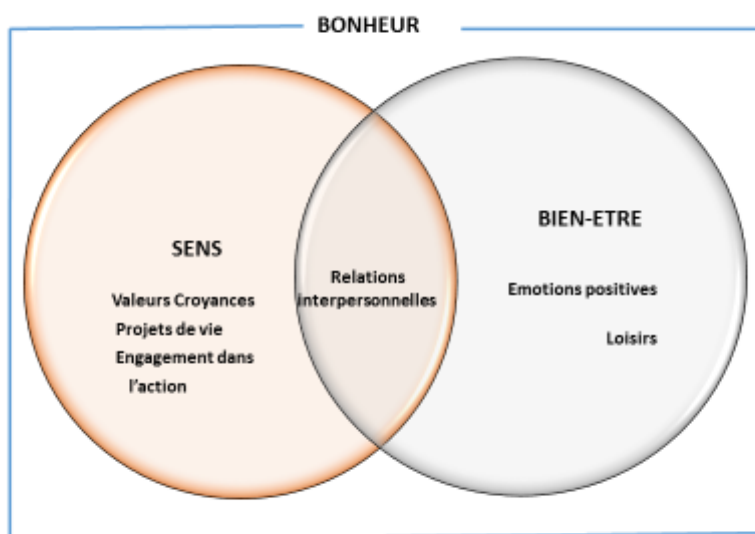 BONHEUR
SENS
Valeurs Croyances
Projets de vie
Engagement dans
l'action
Relations
interpersonnelles
BIEN-ETRE
Emotions positives
Loisirs